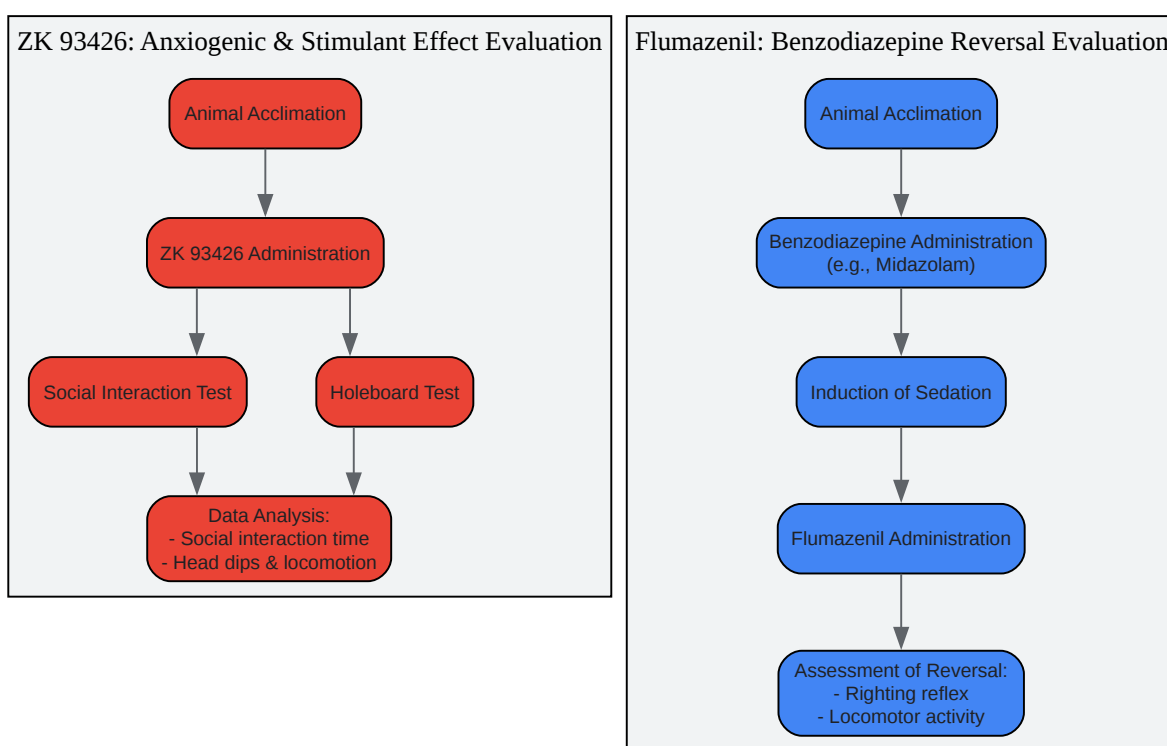 ZK 93426: Anxiogenic & Stimulant Effect Evaluation
Animal Acclimation
ZK 93426 Administration
Social Interaction Test
Holeboard Test
Data Analysis:
- Social interaction time
- Head dips & locomotion
Flumazenil: Benzodiazepine Reversal Evaluation
Animal Acclimation
Benzodiazepine Administration
(e.g., Midazolam)
Induction of Sedation
Flumazenil Administration
Assessment of Reversal:
- Righting reflex
- Locomotor activity